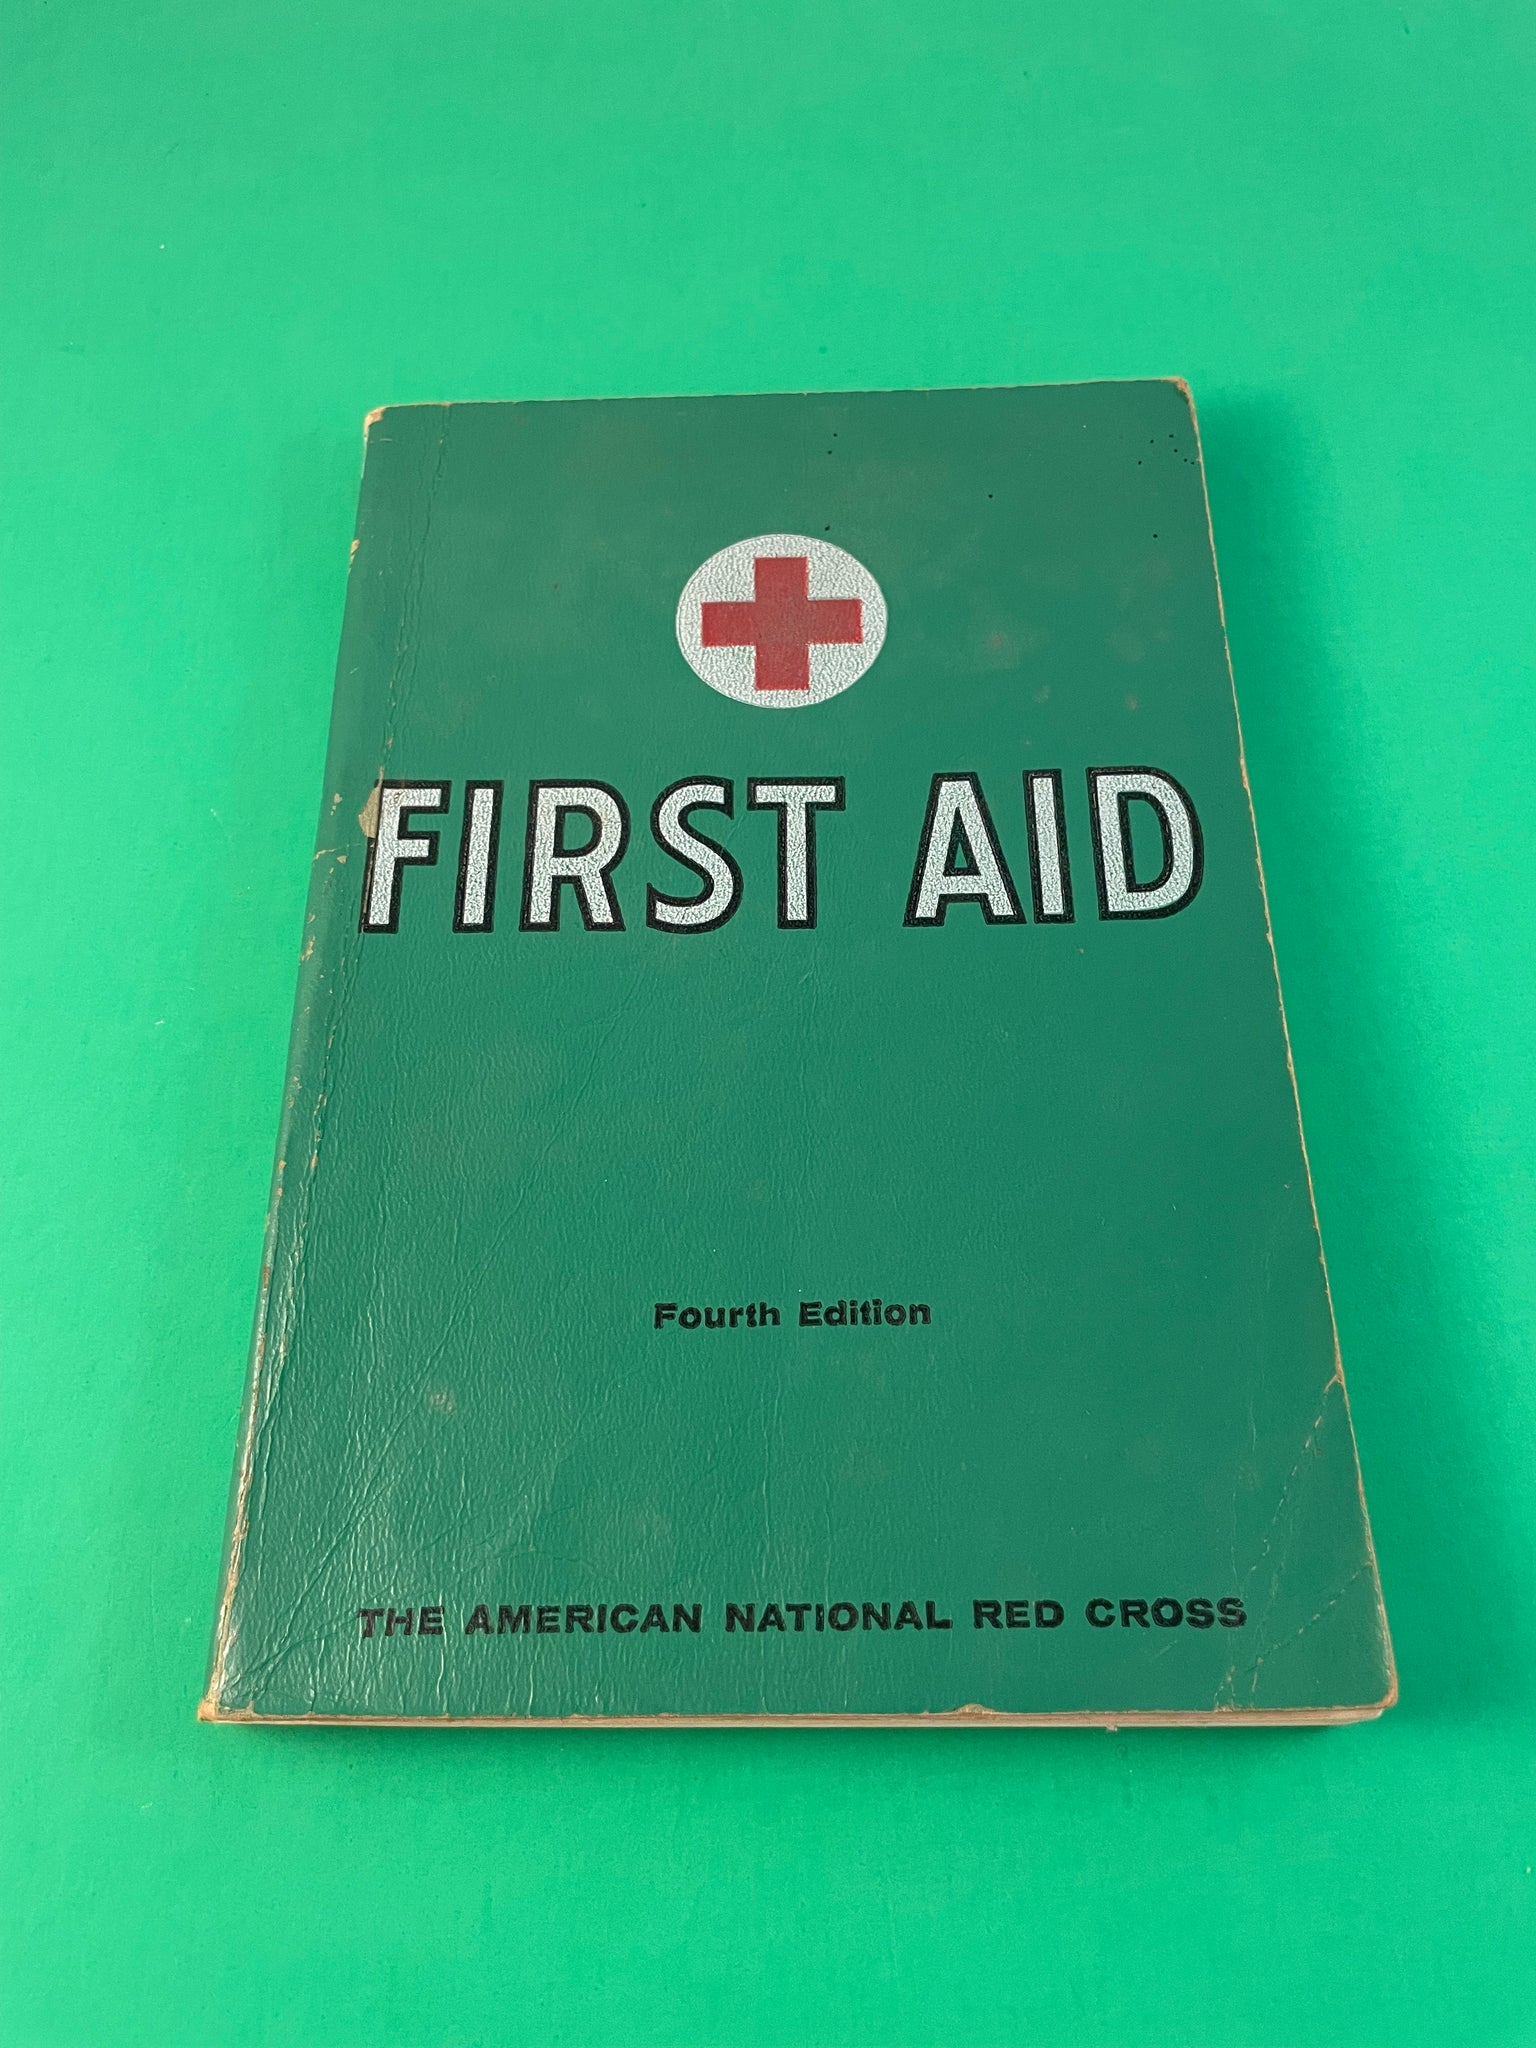 FIRST AID
Fourth Edition
THE AMERICAN NATIONAL RED CROSS